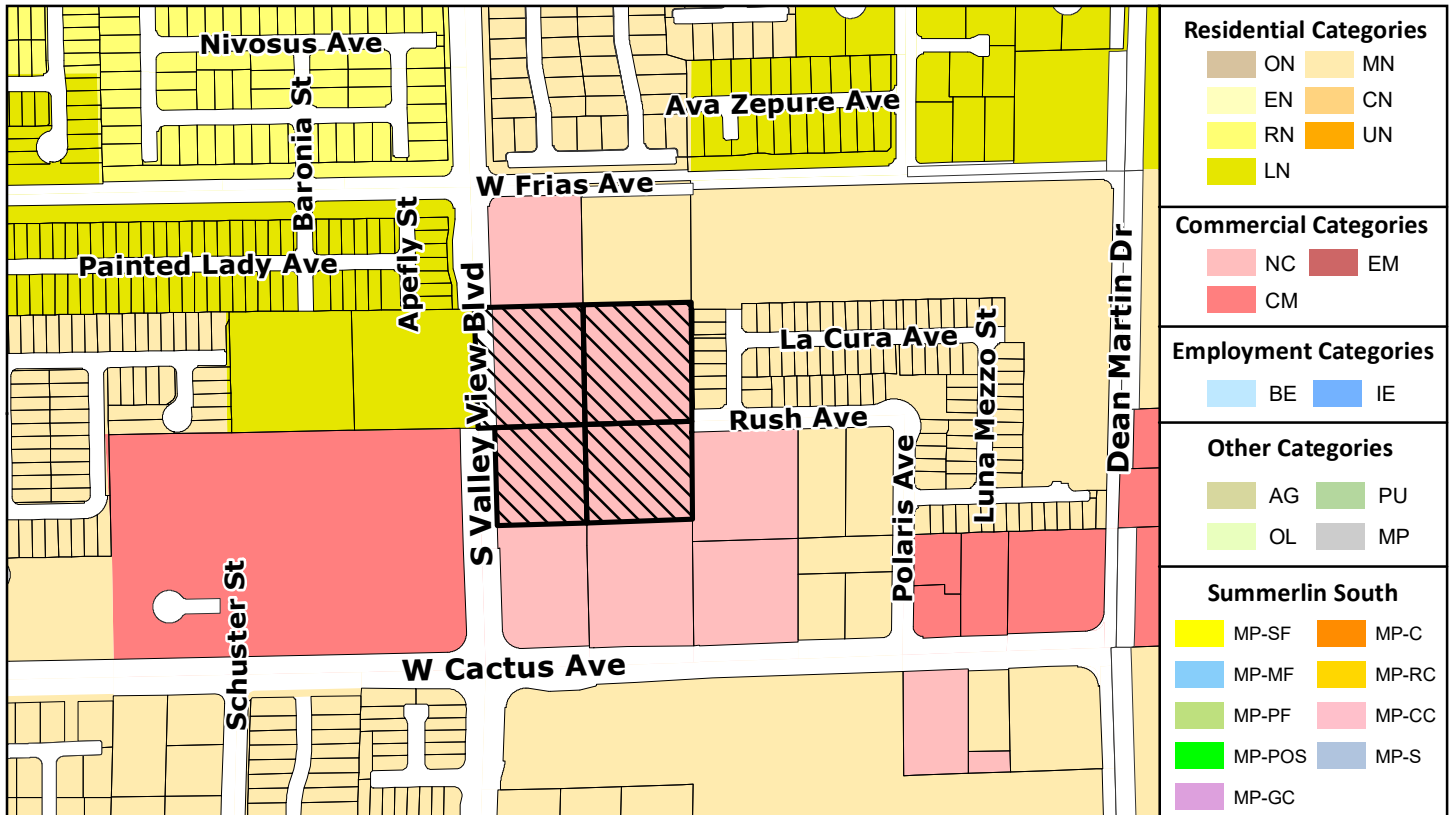 Nivosus Ave
Baronia St
Ava Zepure Ave
W Frias Ave
Painted Lady Ave
Apefly St
S Valley View Blvd
La Cura Ave
Rush Ave
Luna Mezzo St
Polaris Ave
Dean Martin Dr
Schuster St
W Cactus Ave
Residential Categories
ON MN
EN CN
RN UN
LN
Commercial Categories
NC EM
CM
Employment Categories
BE IE
Other Categories
AG PU
OL MP
Summerlin South
MP-SF MP-C
MP-MF MP-RC
MP-PF MP-CC
MP-POS MP-S
MP-GC